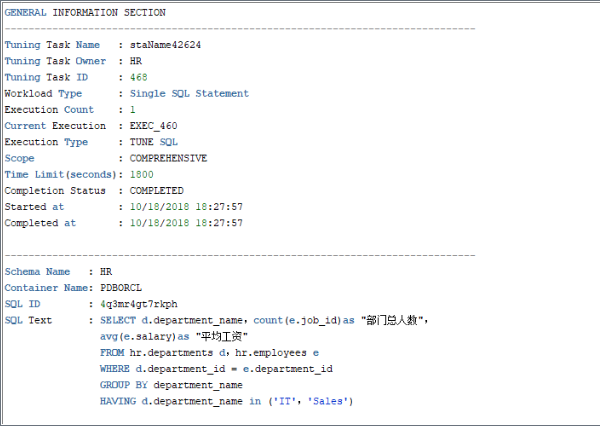 GENERAL INFORMATION SECTION
-------------------------------------------------------------------------------
Tuning Task Name   : staName42624
Tuning Task Owner  : HR
Tuning Task ID     : 468
Workload Type      : Single SQL Statement
Execution Count    : 1
Current Execution  : EXEC_460
Execution Type     : TUNE SQL
Scope              : COMPREHENSIVE
Time Limit(seconds): 1800
Completion Status  : COMPLETED
Started at         : 10/18/2018 18:27:57
Completed at       : 10/18/2018 18:27:57
-------------------------------------------------------------------------------
Schema Name   : HR
Container Name: PDBORCL
SQL ID        : 4q3mr4gt7rkph
SQL Text      : SELECT d.department_name，count(e.job_id)as "部门总人数"，
avg(e.salary)as "平均工资"
FROM hr.departments d，hr.employees e
WHERE d.department_id = e.department_id
GROUP BY department_name
HAVING d.department_name in ('IT'，'Sales')